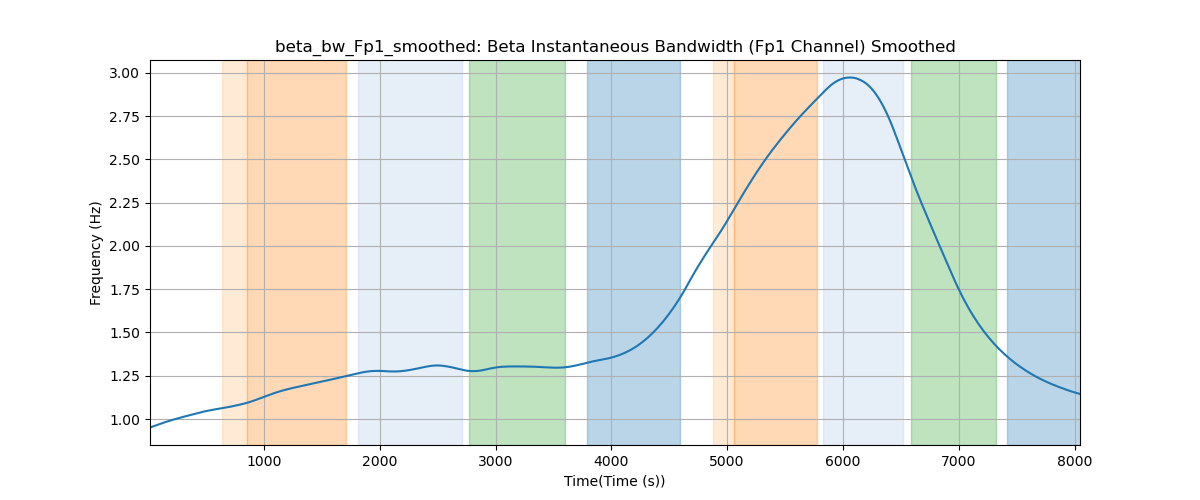 beta_bw_Fp1_smoothed: Beta Instantaneous Bandwidth (Fp1 Channel) Smoothed
Frequency (Hz)
3.00
2.75
2.50
2.25
2.00
1.75
1.50
1.25
1.00
1000 2000 3000 4000 5000 6000 7000 8000
Time(Time (s))